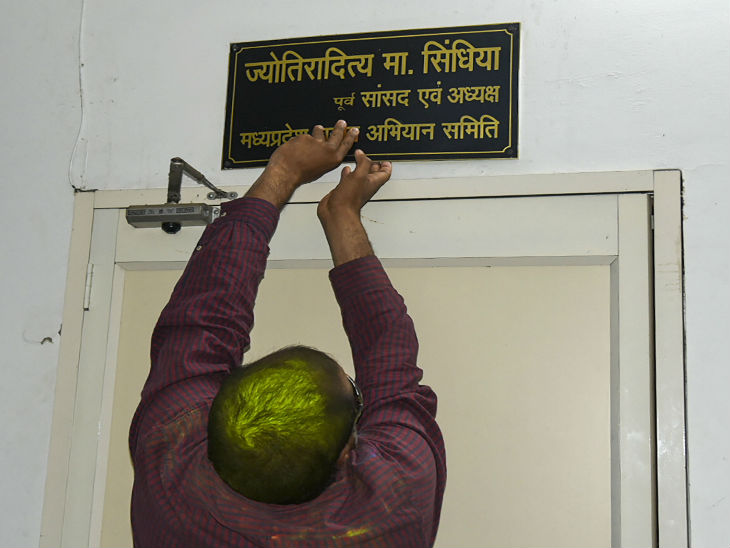 ज्योतिरादित्य मा. सिंधिया
पूर्व सांसद एवं अध्यक्ष
मध्यप्रदेश अभियान समिति